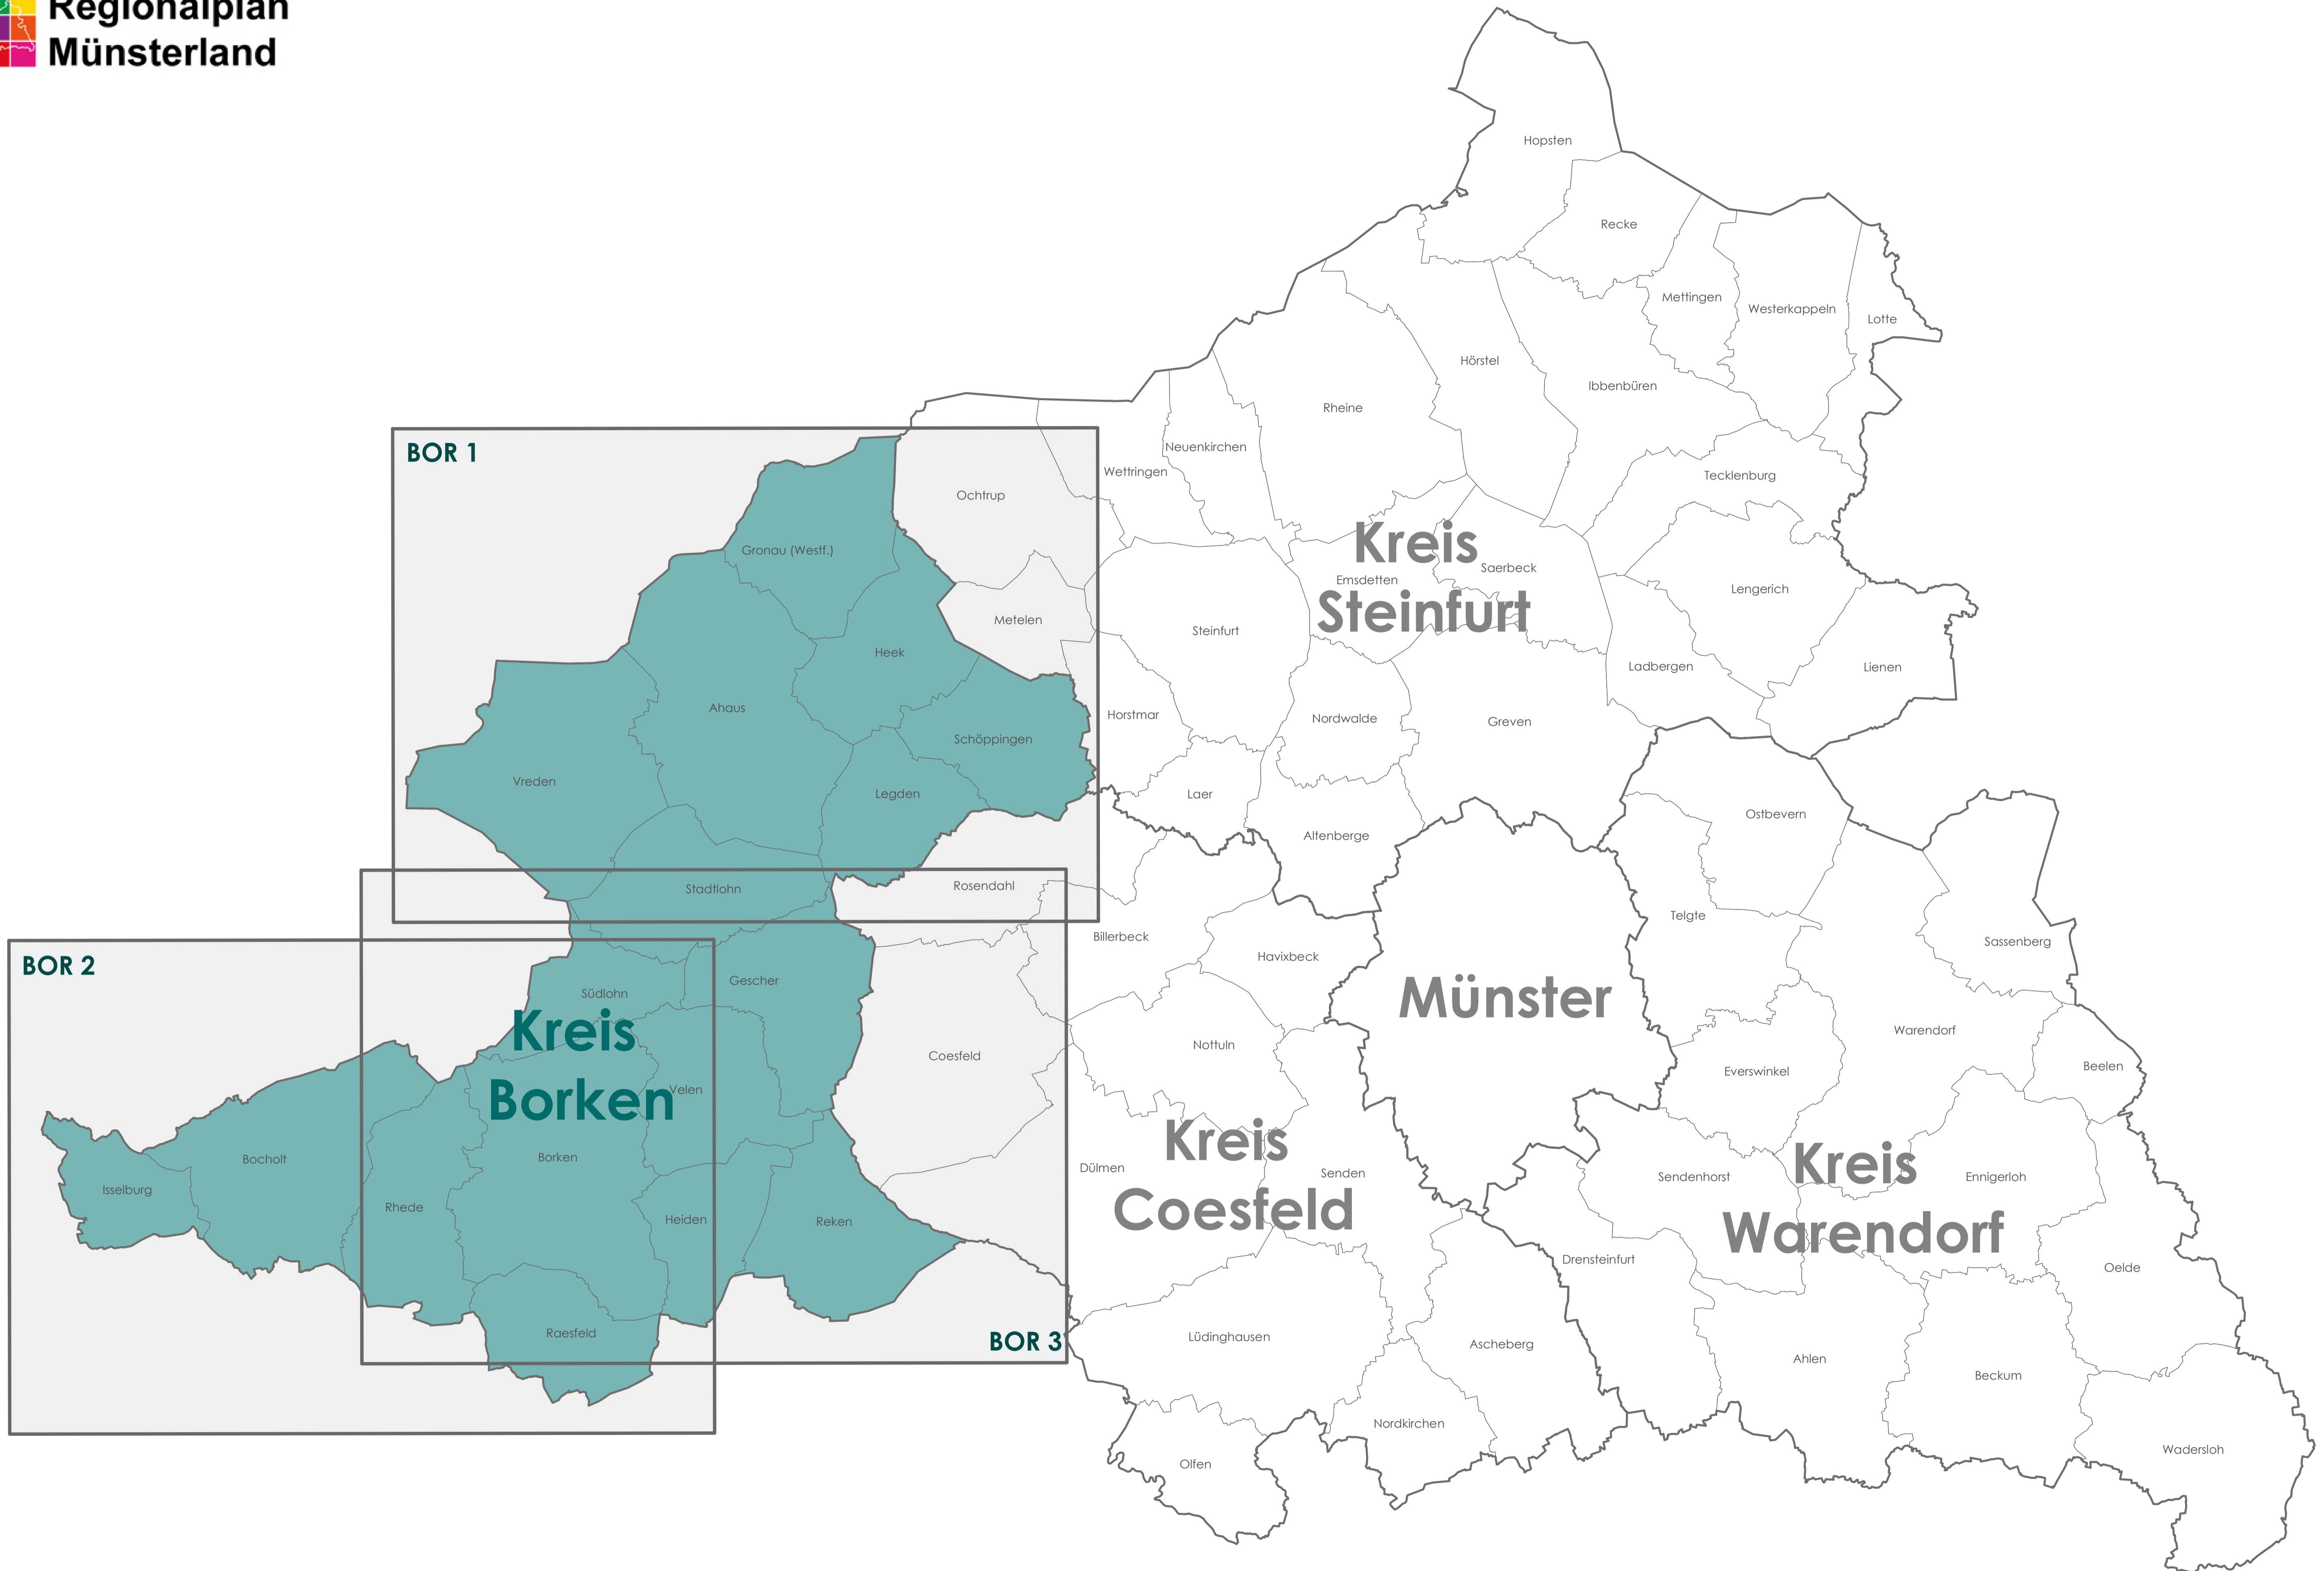 Regionalplan
Münsterland
Hopsten
Recke
Mettingen
Westerkappeln
Lotte
Hörstel
Ibbenbüren
Rheine
BOR 1
Neuenkirchen
Wettringen
Tecklenburg
Ochtrup
Gronau (Westf.)
Kreis
Steinfurt
Saerbeck
Emsdetten
Lengerich
Metelen
Steinfurt
Heek
Ladbergen
Lienen
Ahaus
Horstmar
Nordwalde
Greven
Schöppingen
Vreden
Legden
Laer
Ostbevern
Altenberge
Stadtlohn
Rosendahl
Telgte
Billerbeck
Sassenberg
Havixbeck
BOR 2
Gescher
Südlohn
Münster
Kreis
Borken
Warendorf
Nottuln
Coesfeld
Beelen
Everswinkel
Velen
Kreis
Coesfeld
Bocholt
Borken
Dülmen
Senden
Kreis
Warendorf
Sendenhorst
Ennigerloh
Isselburg
Rhede
Heiden
Reken
Drensteinfurt
Oelde
Raesfeld
BOR 3
Lüdinghausen
Ascheberg
Ahlen
Beckum
Nordkirchen
Wadersloh
Olfen